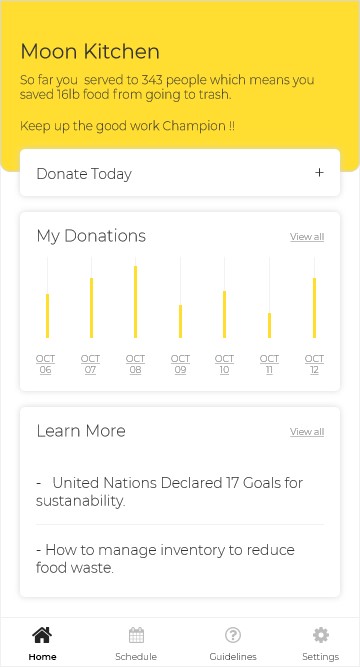 Moon Kitchen
So far you served to 343 people which means you
saved 16lb food from going to trash.
Keep up the good work Champion !!
Donate Today +
My Donations View all
OCT OCT OCT OCT OCT OCT OCT
06 07 08 09 10 11 12
Learn More View all
- United Nations Declared 17 Goals for
sustanability.
- How to manage inventory to reduce
food waste.
Home Schedule Guidelines Settings